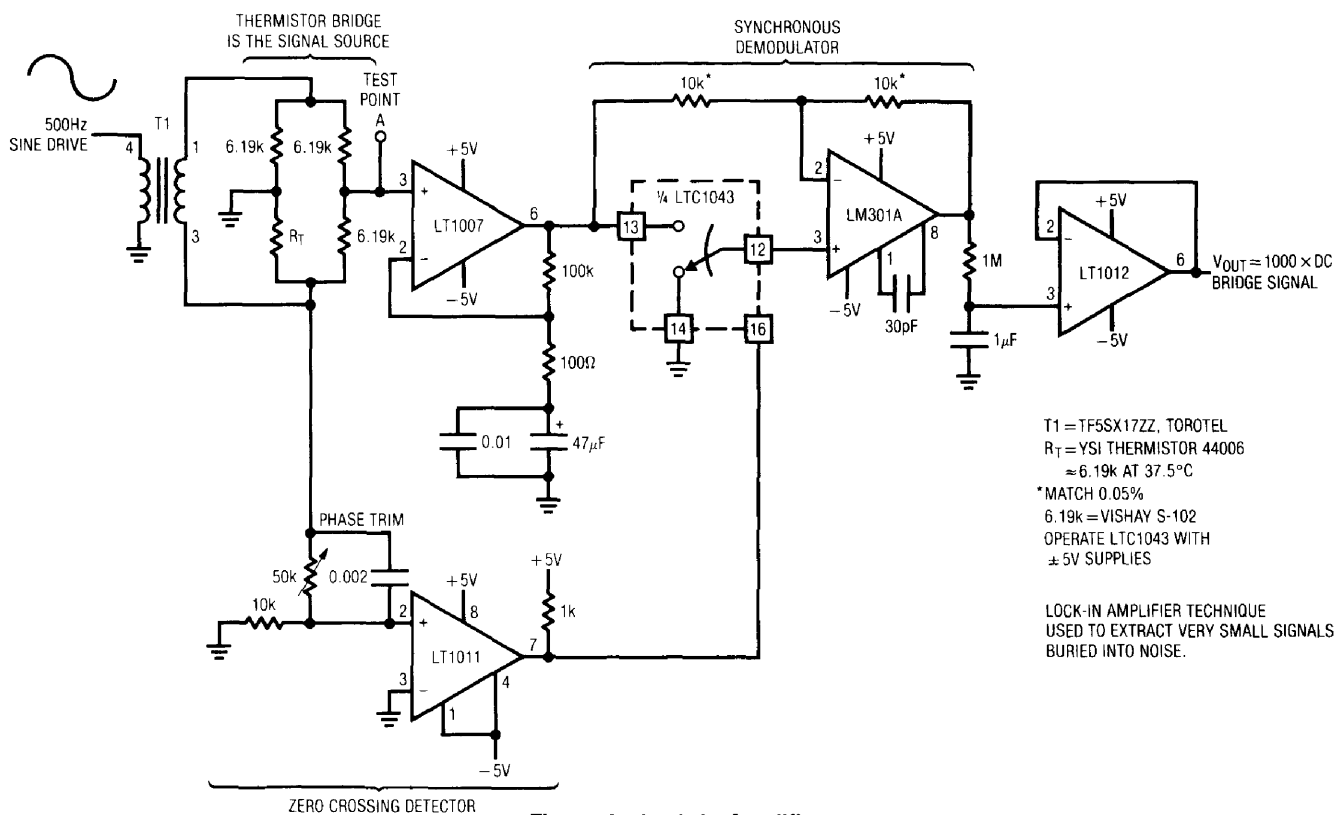 THERMISTOR BRIDGE
IS THE SIGNAL SOURCE
SYNCHRONOUS
DEMODULATOR
500Hz
SINE DRIVE
T1
4
1
3
6.19k
6.19k
RT
6.19k
TEST
POINT
A
3
+
2
−
+5V
LT1007
−5V
6
100k
100Ω
0.01
+
47μF
10k*
10k*
¼ LTC1043
13
12
14
16
2
−
3
+
+5V
LM301A
−5V
1
8
30pF
1M
1μF
2
−
3
+
+5V
LT1012
−5V
6
VOUT = 1000 × DC
BRIDGE SIGNAL
T1 = TF5SX17ZZ, TOROTEL
RT = YSI THERMISTOR 44006
≈ 6.19k AT 37.5°C
*MATCH 0.05%
6.19k = VISHAY S-102
OPERATE LTC1043 WITH
± 5V SUPPLIES
LOCK-IN AMPLIFIER TECHNIQUE
USED TO EXTRACT VERY SMALL SIGNALS
BURIED INTO NOISE.
PHASE TRIM
50k
0.002
10k
2
+
3
−
+5V
8
LT1011
1
4
−5V
7
+5V
1k
ZERO CROSSING DETECTOR